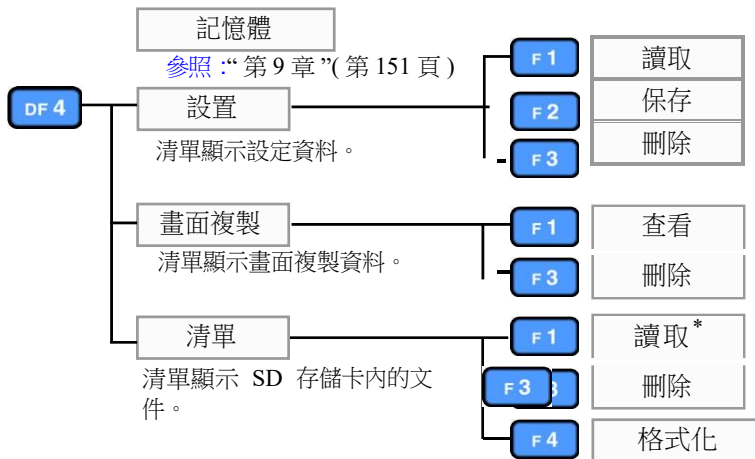 記憶體
參照：“ 第 9 章 ”( 第 151 頁 )
DF 4
設置
清單顯示設定資料。
F 1
讀取
F 2
保存
F 3
刪除
畫面複製
清單顯示畫面複製資料。
F 1
查看
F 3
刪除
清單
清單顯示 SD 存儲卡內的文
件。
F 1
讀取*
F 3
刪除
F 4
格式化